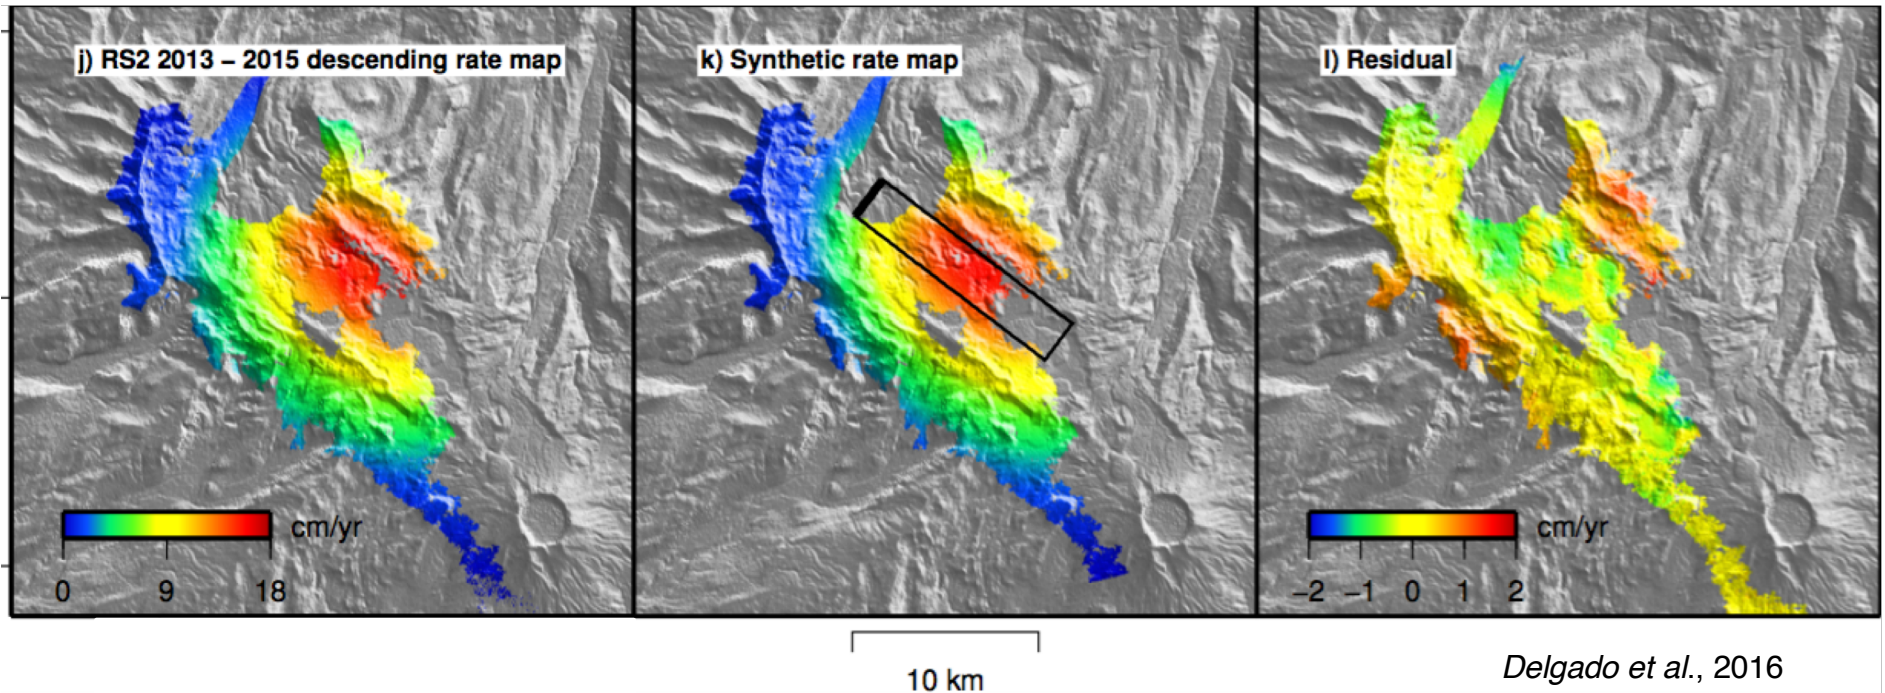 j) RS2 2013 – 2015 descending rate map
k) Synthetic rate map
l) Residual
cm/yr
0 9 18
cm/yr
−2 −1 0 1 2
10 km
Delgado et al., 2016